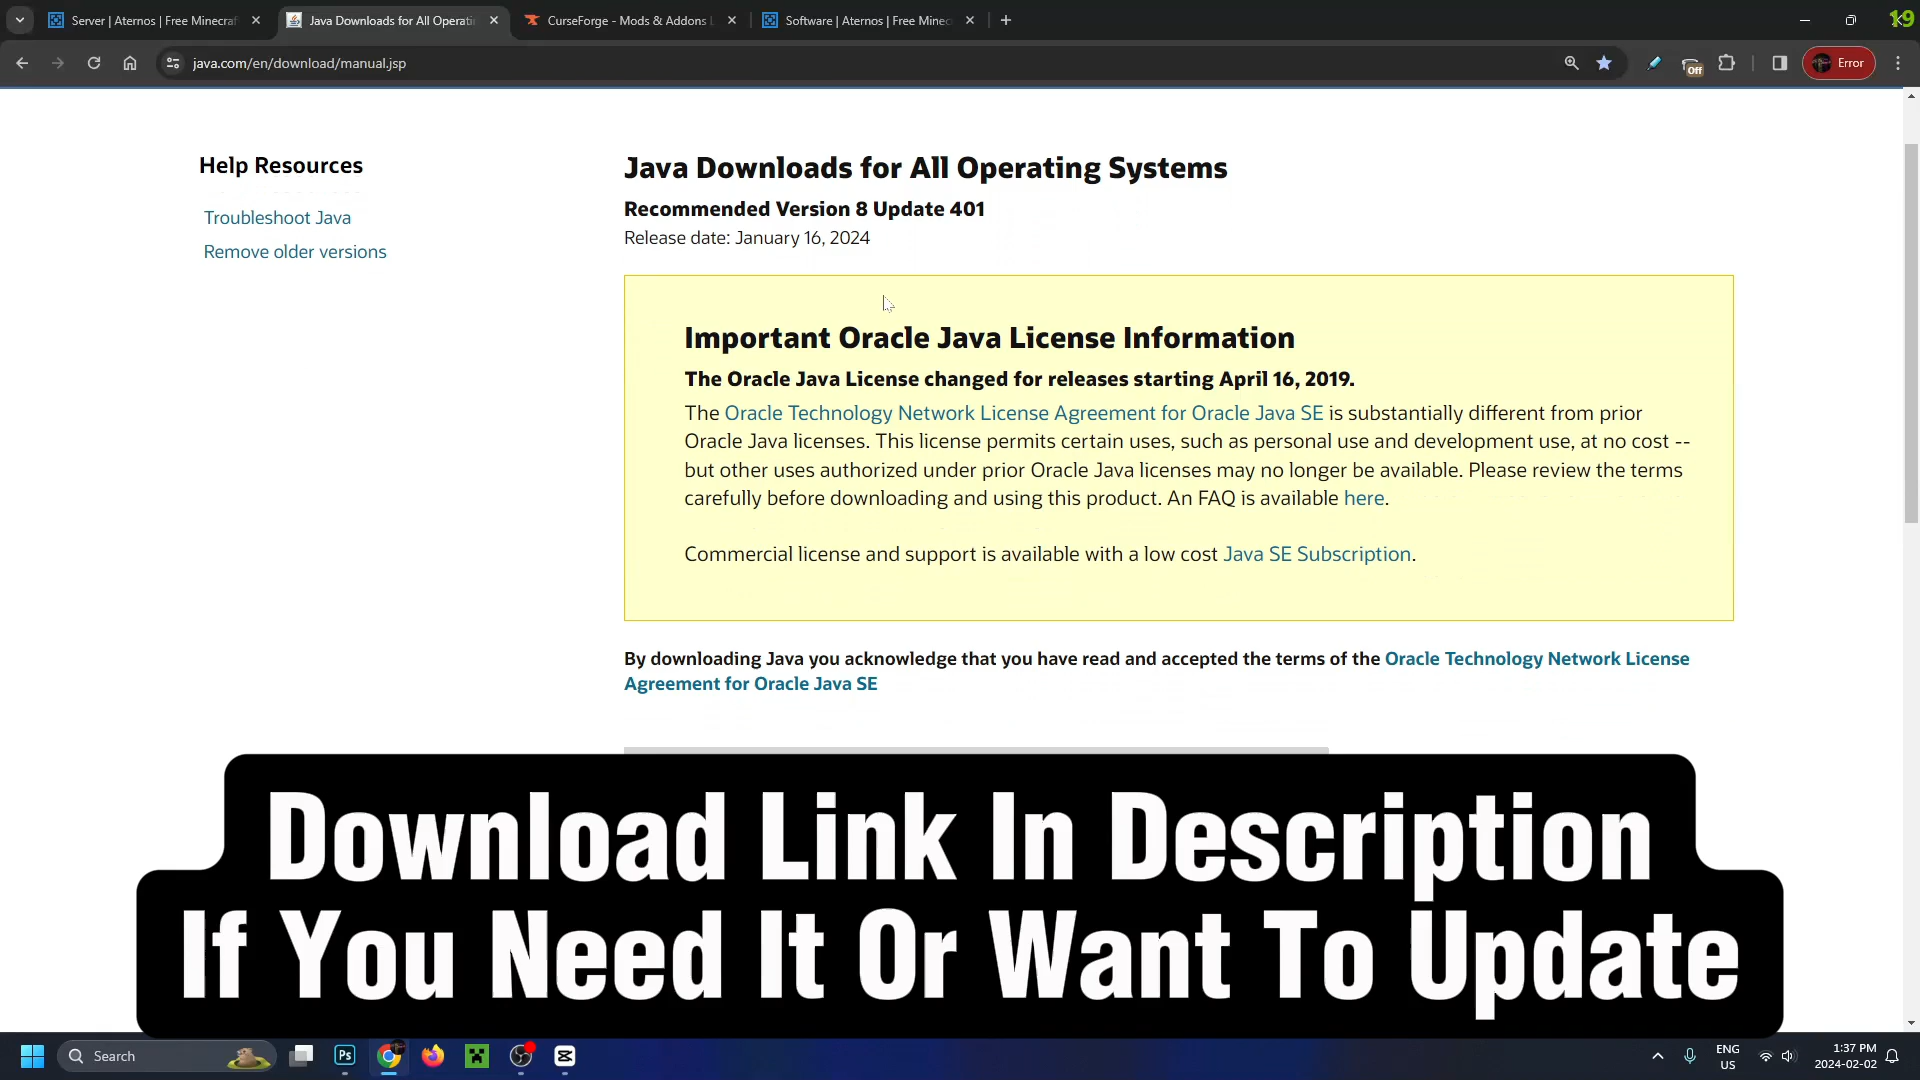 Server | Aternos | Free Minecraf
Java Downloads for All Operatin
CurseForge - Mods & Addons
Software | Aternos | Free Minec
19
java.com/en/download/manual.jsp
Off
Error
Help Resources
Troubleshoot Java
Remove older versions
Java Downloads for All Operating Systems
Recommended Version 8 Update 401
Release date: January 16, 2024
Important Oracle Java License Information
The Oracle Java License changed for releases starting April 16, 2019.
The Oracle Technology Network License Agreement for Oracle Java SE is substantially different from prior
Oracle Java licenses. This license permits certain uses, such as personal use and development use, at no cost --
but other uses authorized under prior Oracle Java licenses may no longer be available. Please review the terms
carefully before downloading and using this product. An FAQ is available here.
Commercial license and support is available with a low cost Java SE Subscription.
By downloading Java you acknowledge that you have read and accepted the terms of the Oracle Technology Network License
Agreement for Oracle Java SE
Download Link In Description
If You Need It Or Want To Update
Search
Ps
ENG
US
1:37 PM
2024-02-02